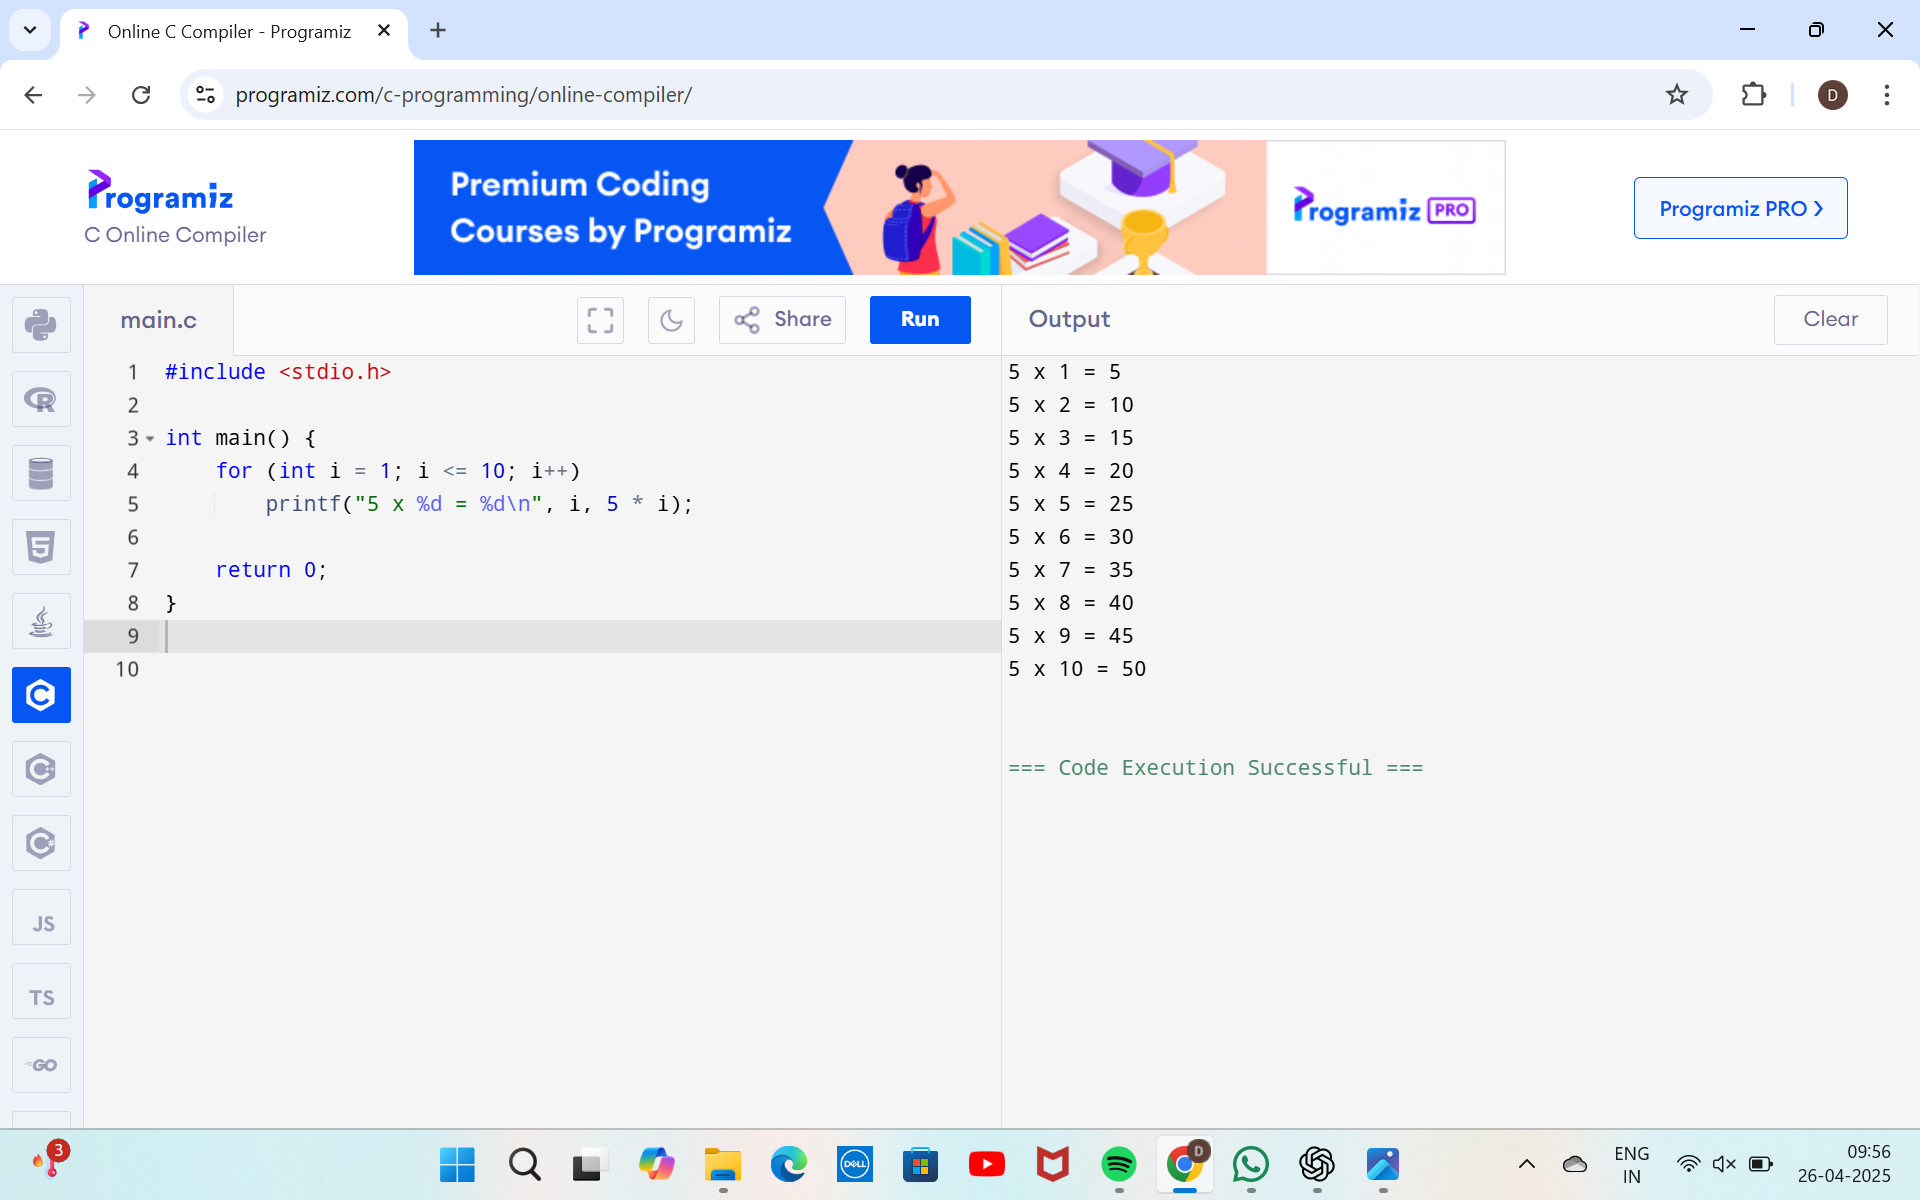 Online C Compiler - Programiz
programiz.com/c-programming/online-compiler/
D
Programiz
C Online Compiler
Premium Coding
Courses by Programiz
Programiz PRO
Programiz PRO ❯
main.c
Share
Run
Output
Clear
1 #include <stdio.h>
2
3 int main() {
4     for (int i = 1; i <= 10; i++)
5         printf("5 x %d = %d\n", i, 5 * i);
6
7     return 0;
8 }
9
10
5 x 1 = 5
5 x 2 = 10
5 x 3 = 15
5 x 4 = 20
5 x 5 = 25
5 x 6 = 30
5 x 7 = 35
5 x 8 = 40
5 x 9 = 45
5 x 10 = 50
=== Code Execution Successful ===
R
5
C
C++
C#
JS
TS
GO
3
DELL
D
ENG
IN
09:56
26-04-2025